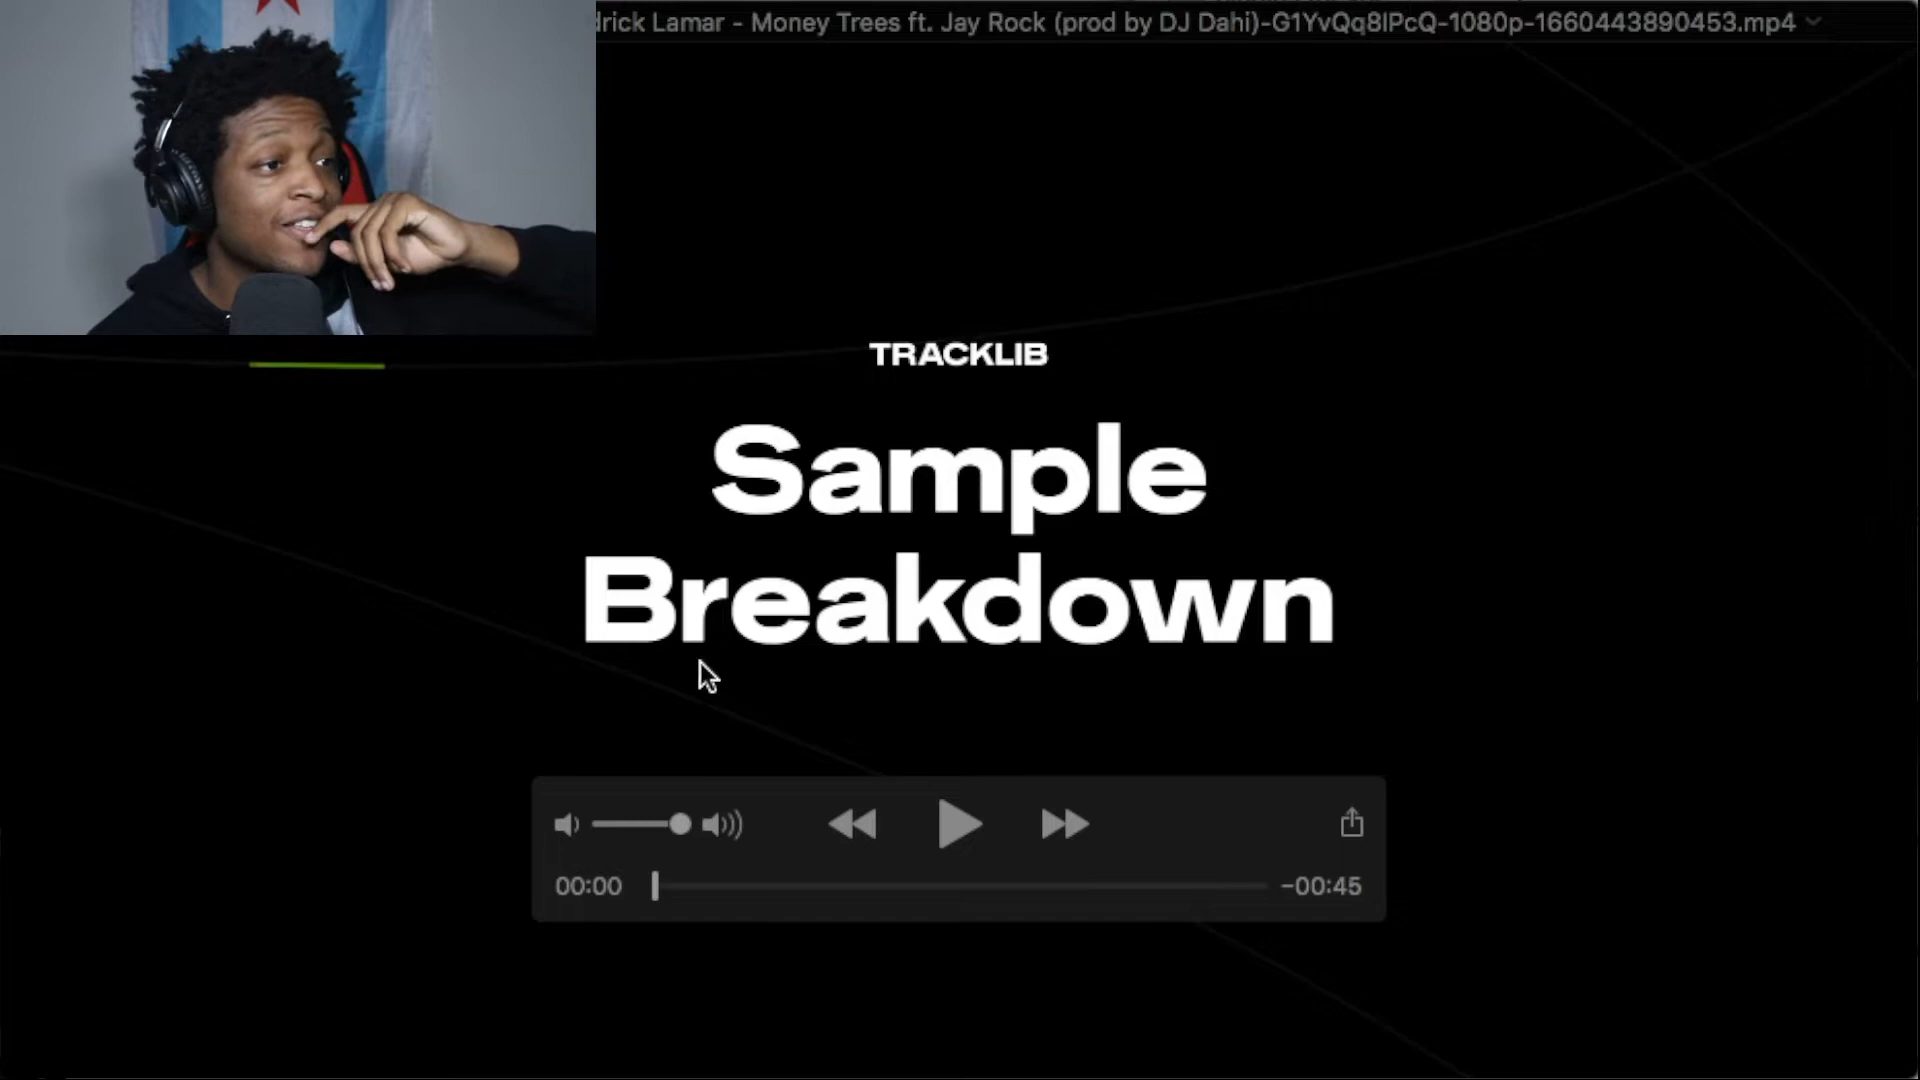 drick Lamar - Money Trees ft. Jay Rock (prod by DJ Dahi)-G1YvQq8IPcQ-1080p-1660443890453.mp4
TRACKLIB
Sample
Breakdown
00:00
-00:45